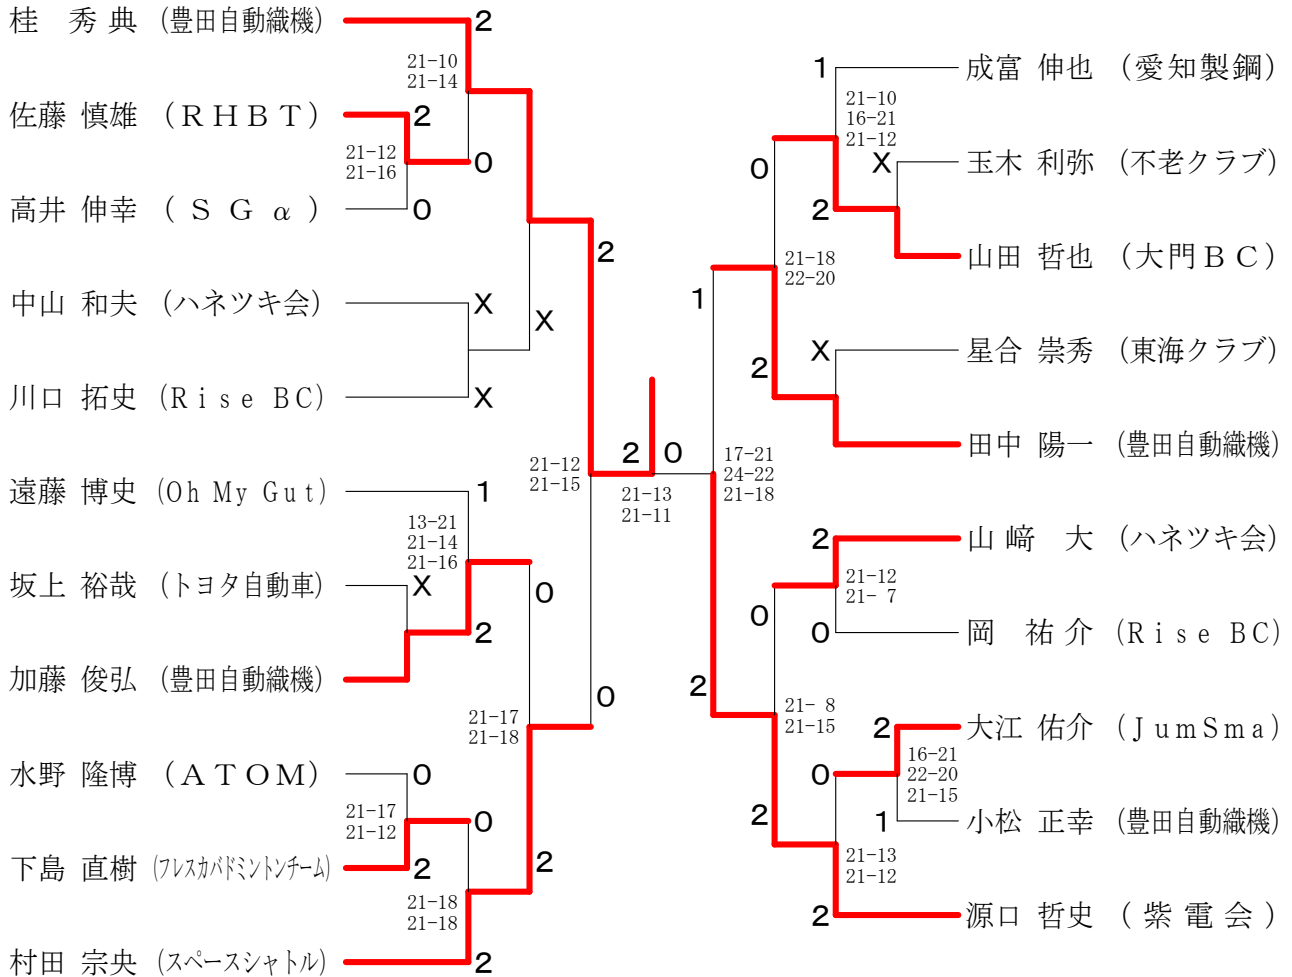 桂　秀典 (豊田自動織機)
2
21-10
21-14
佐藤 慎雄 (ＲＨＢＴ)
2
21-12
21-16
0
高井 伸幸 (ＳＧα)
0
2
中山 和夫 (ハネツキ会)
X
X
川口 拓史 (Rise BC)
X
遠藤 博史 (Oh My Gut)
1
13-21
21-14
21-16
坂上 裕哉 (トヨタ自動車)
X
0
2
加藤 俊弘 (豊田自動織機)
21-12
21-15
0
21-17
21-18
水野 隆博 (ＡＴＯＭ)
0
21-17
21-12
0
下島 直樹 (フレスカバドミントンチーム)
2
2
21-18
21-18
村田 宗央 (スペースシャトル)
2
2 0
21-13
21-11
1
成富 伸也 (愛知製鋼)
21-10
16-21
21-12
X
玉木 利弥 (不老クラブ)
0
2
山田 哲也 (大門ＢＣ)
21-18
22-20
1
X
星合 崇秀 (東海クラブ)
2
田中 陽一 (豊田自動織機)
17-21
24-22
21-18
2
山﨑　大 (ハネツキ会)
21-12
21- 7
0
0
岡　祐介 (Rise BC)
2
21- 8
21-15
2
大江 佑介 (JumSma)
16-21
22-20
21-15
0
1
小松 正幸 (豊田自動織機)
2
21-13
21-12
2
源口 哲史 (紫電会)